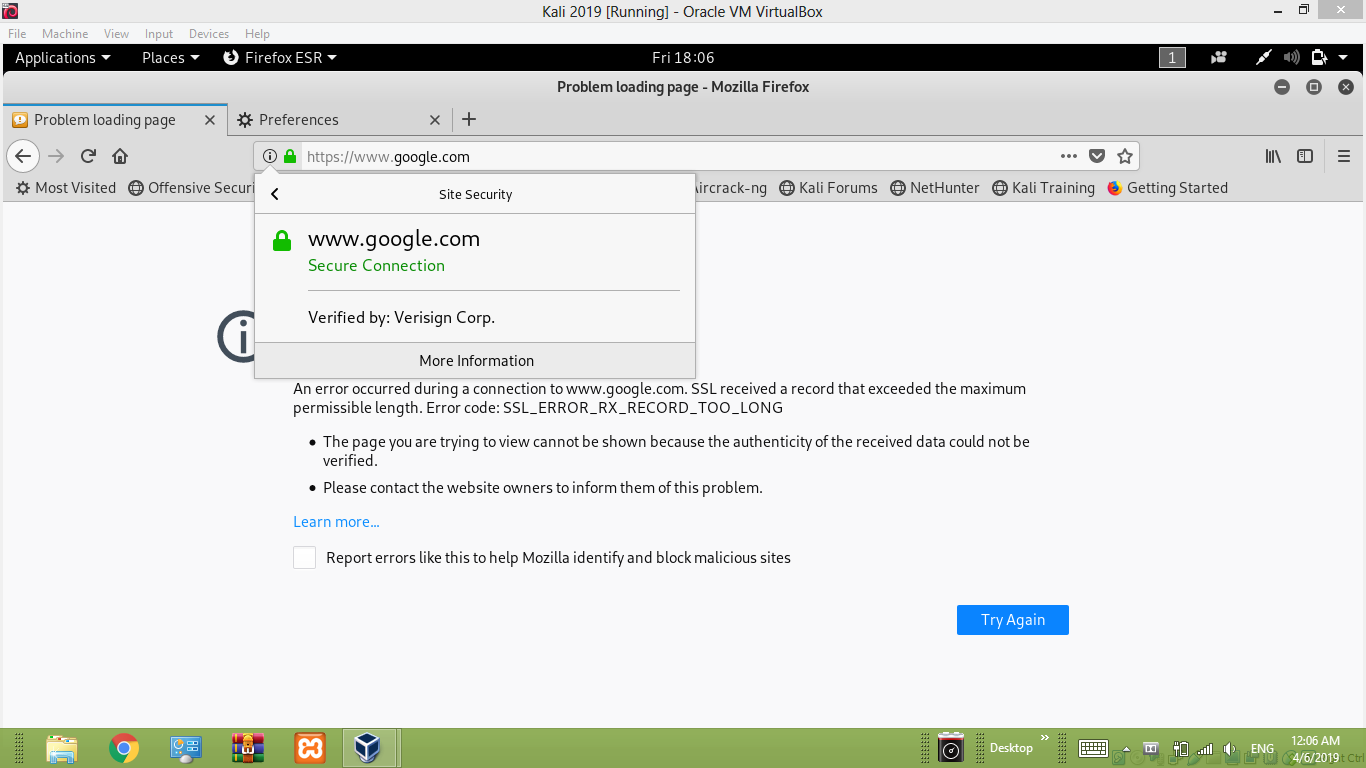 Kali 2019 [Running] - Oracle VM VirtualBox
File Machine View Input Devices Help
Applications Places Firefox ESR Fri 18:06 1
Problem loading page - Mozilla Firefox
Problem loading page Preferences
https://www.google.com
Most Visited Offensive Securi Aircrack-ng Kali Forums NetHunter Kali Training Getting Started
Site Security
www.google.com
Secure Connection
Verified by: Verisign Corp.
More Information
An error occurred during a connection to www.google.com. SSL received a record that exceeded the maximum
permissible length. Error code: SSL_ERROR_RX_RECORD_TOO_LONG
The page you are trying to view cannot be shown because the authenticity of the received data could not be
verified.
Please contact the website owners to inform them of this problem.
Learn more...
Report errors like this to help Mozilla identify and block malicious sites
Try Again
Desktop ENG 12:06 AM
4/6/2019